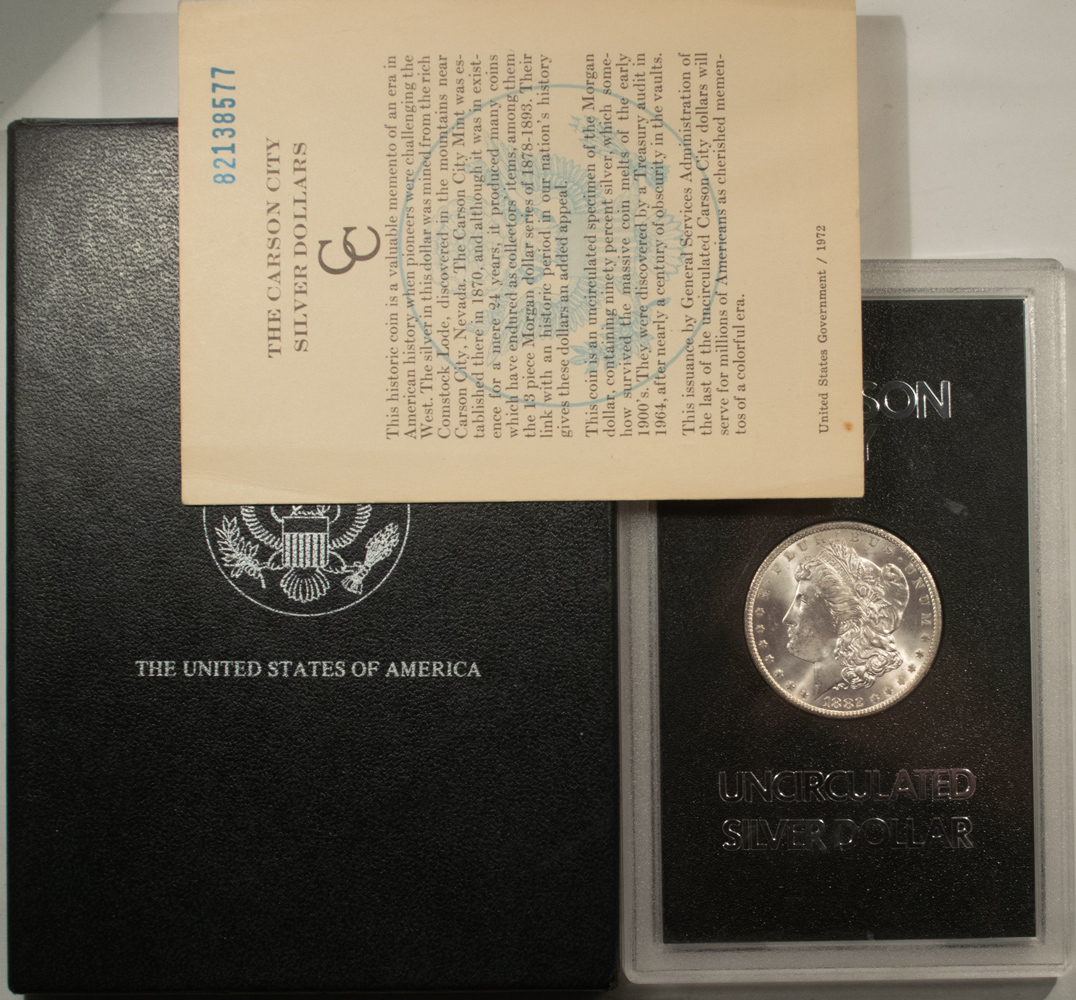 82138577
THE CARSON CITY
SILVER DOLLARS
CC
This historic coin is a valuable memento of an era in
American history when pioneers were challenging the
West. The silver in this dollar was mined from the rich
Comstock Lode, discovered in the mountains near
Carson City, Nevada. The Carson City Mint was es-
tablished there in 1870, and although it was in exist-
ence for a mere 24 years, it produced many coins
which have endured as collectors' items, among them
the 13 piece Morgan dollar series of 1878-1893. Their
link with an historic period in our nation's history
gives these dollars an added appeal.
This coin is an uncirculated specimen of the Morgan
dollar, containing ninety percent silver, which some-
how survived the massive coin melts of the early
1900's. They were discovered by a Treasury audit in
1964, after nearly a century of obscurity in the vaults.
This issuance by General Services Administration of
the last of the uncirculated Carson City dollars will
serve for millions of Americans as cherished memen-
tos of a colorful era.
United States Government / 1972
THE UNITED STATES OF AMERICA
SON
PLURIBUS UNUM
1882
UNCIRCULATED
SILVER DOLLAR